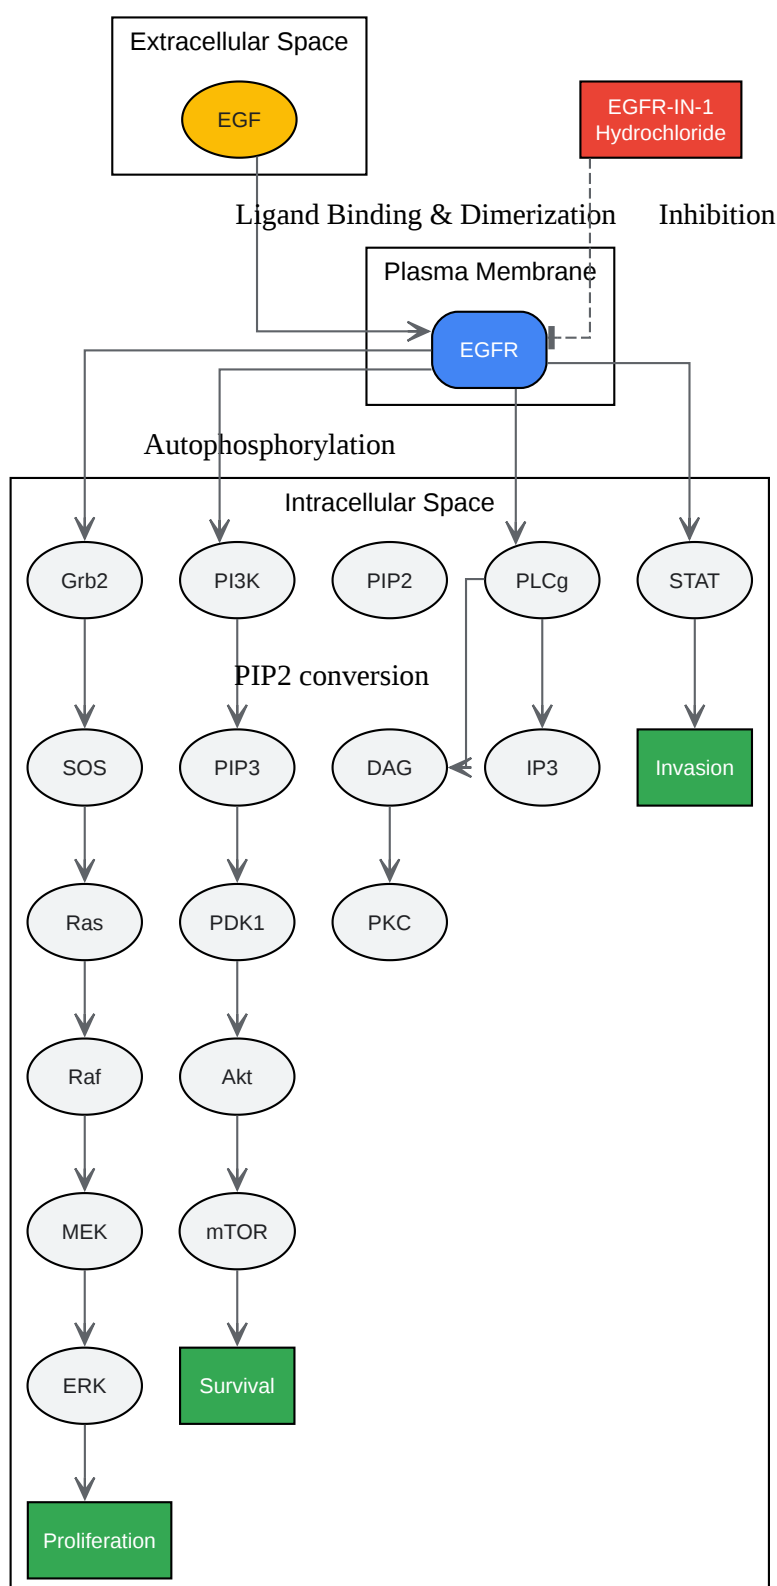 Extracellular Space
EGF
EGFR-IN-1
Hydrochloride
Ligand Binding & Dimerization
Inhibition
Plasma Membrane
EGFR
Autophosphorylation
Intracellular Space
Grb2
PI3K
PIP2
PLCg
STAT
PIP2 conversion
SOS
PIP3
DAG
IP3
Invasion
Ras
PDK1
PKC
Raf
Akt
MEK
mTOR
ERK
Survival
Proliferation